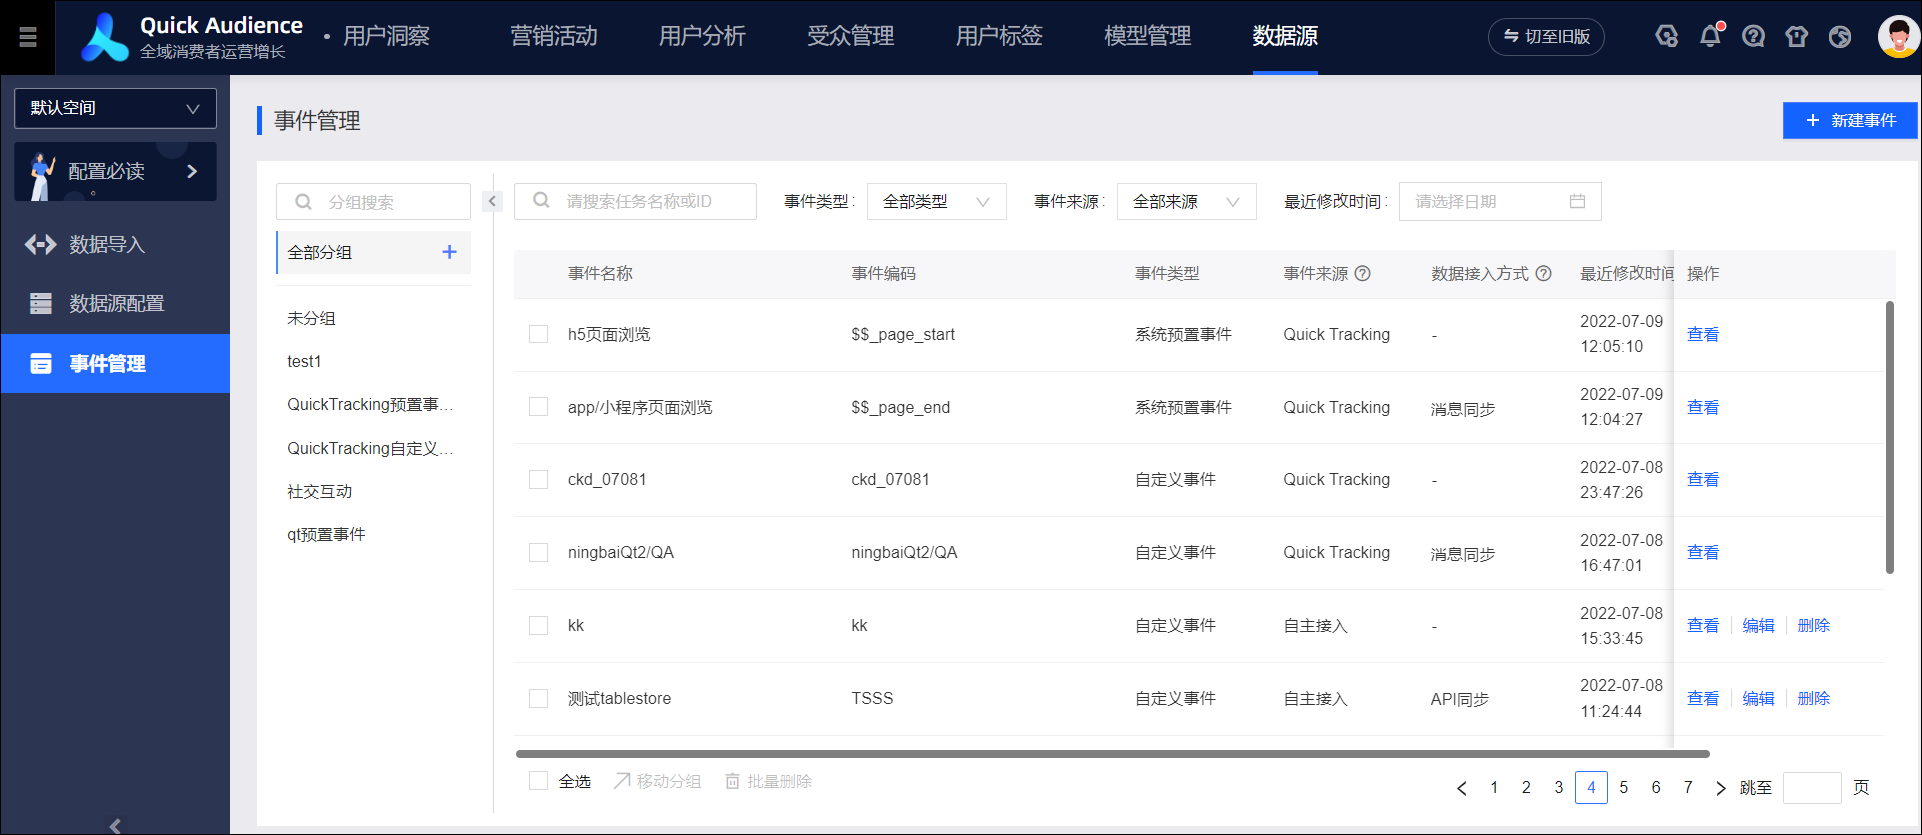 Quick Audience
全域消费者运营增长
用户洞察
营销活动
用户分析
受众管理
用户标签
模型管理
数据源
切至旧版
默认空间
配置必读
数据导入
数据源配置
事件管理
事件管理
+ 新建事件
分组搜索
全部分组 +
未分组
test1
QuickTracking预置事...
QuickTracking自定义...
社交互动
qt预置事件
请搜索任务名称或ID
事件类型: 全部类型
事件来源: 全部来源
最近修改时间: 请选择日期
事件名称 事件编码 事件类型 事件来源 数据接入方式 最近修改时间 操作
h5页面浏览 $$_page_start 系统预置事件 Quick Tracking - 2022-07-09 12:05:10 查看
app/小程序页面浏览 $$_page_end 系统预置事件 Quick Tracking 消息同步 2022-07-09 12:04:27 查看
ckd_07081 ckd_07081 自定义事件 Quick Tracking - 2022-07-08 23:47:26 查看
ningbaiQt2/QA ningbaiQt2/QA 自定义事件 Quick Tracking 消息同步 2022-07-08 16:47:01 查看
kk kk 自定义事件 自主接入 - 2022-07-08 15:33:45 查看 编辑 删除
测试tablestore TSSS 自定义事件 自主接入 API同步 2022-07-08 11:24:44 查看 编辑 删除
全选 移动分组 批量删除
< 1 2 3 4 5 6 7 > 跳至 页